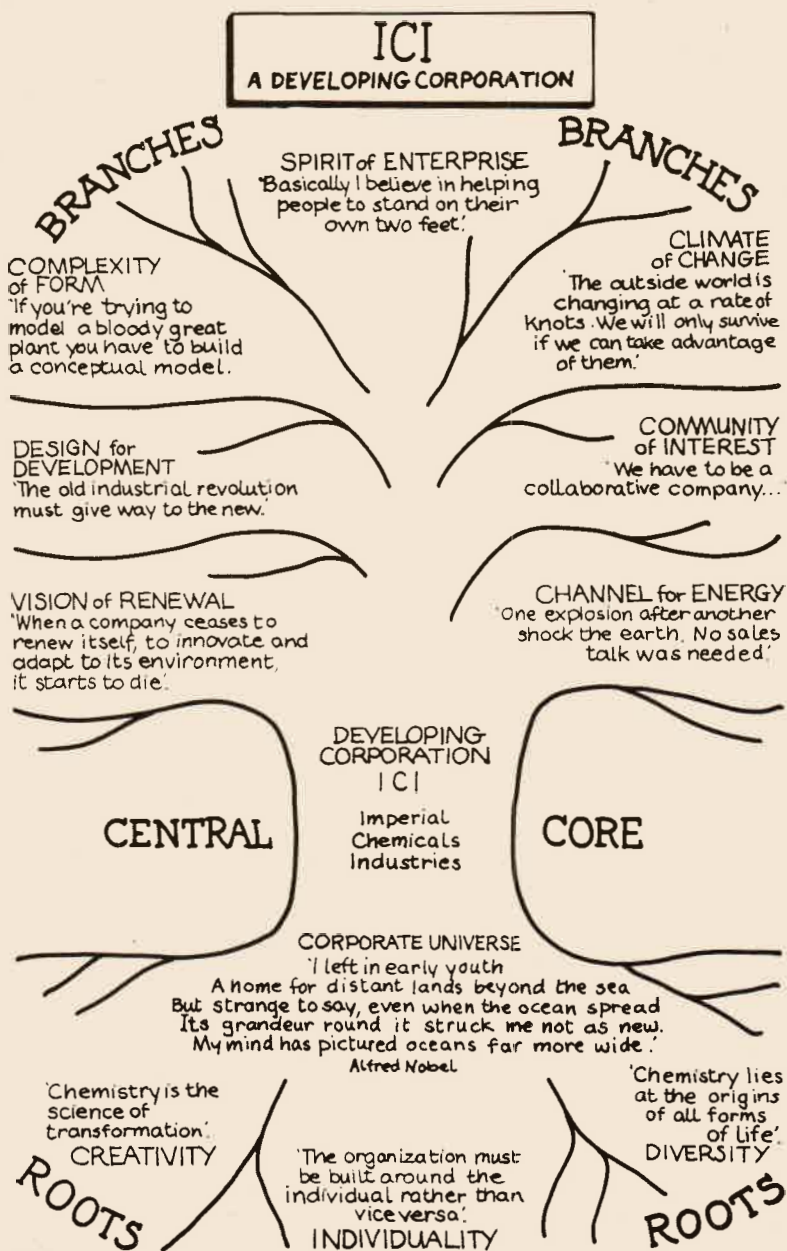 ICI
A DEVELOPING CORPORATION
BRANCHES
BRANCHES
SPIRIT of ENTERPRISE
'Basically I believe in helping
people to stand on their
own two feet'.
COMPLEXITY
of FORM
'If you're trying to
model a bloody great
plant you have to build
a conceptual model.
CLIMATE
of CHANGE
'The outside world is
changing at a rate of
Knots. We will only survive
if we can take advantage
of them.'
DESIGN for
DEVELOPMENT
'The old industrial revolution
must give way to the new.'
COMMUNITY
of INTEREST
'We have to be a
collaborative company...
VISION of RENEWAL
'When a company ceases to
renew itself, to innovate and
adapt to its environment,
it starts to die'.
CHANNEL for ENERGY
'One explosion after another
shock the earth. No sales
talk was needed'.
DEVELOPING
CORPORATION
ICI
Imperial
Chemicals
Industries
CENTRAL
CORE
CORPORATE UNIVERSE
'I left in early youth
A home for distant lands beyond the sea
But strange to say, even when the ocean spread
Its grandeur round it struck me not as new.
My mind has pictured oceans far more wide.'
Alfred Nobel
'Chemistry is the
science of
transformation'.
CREATIVITY
'Chemistry lies
at the origins
of all forms
of life'.
DIVERSITY
'The organization must
be built around the
individual rather than
vice versa'.
INDIVIDUALITY
ROOTS
ROOTS